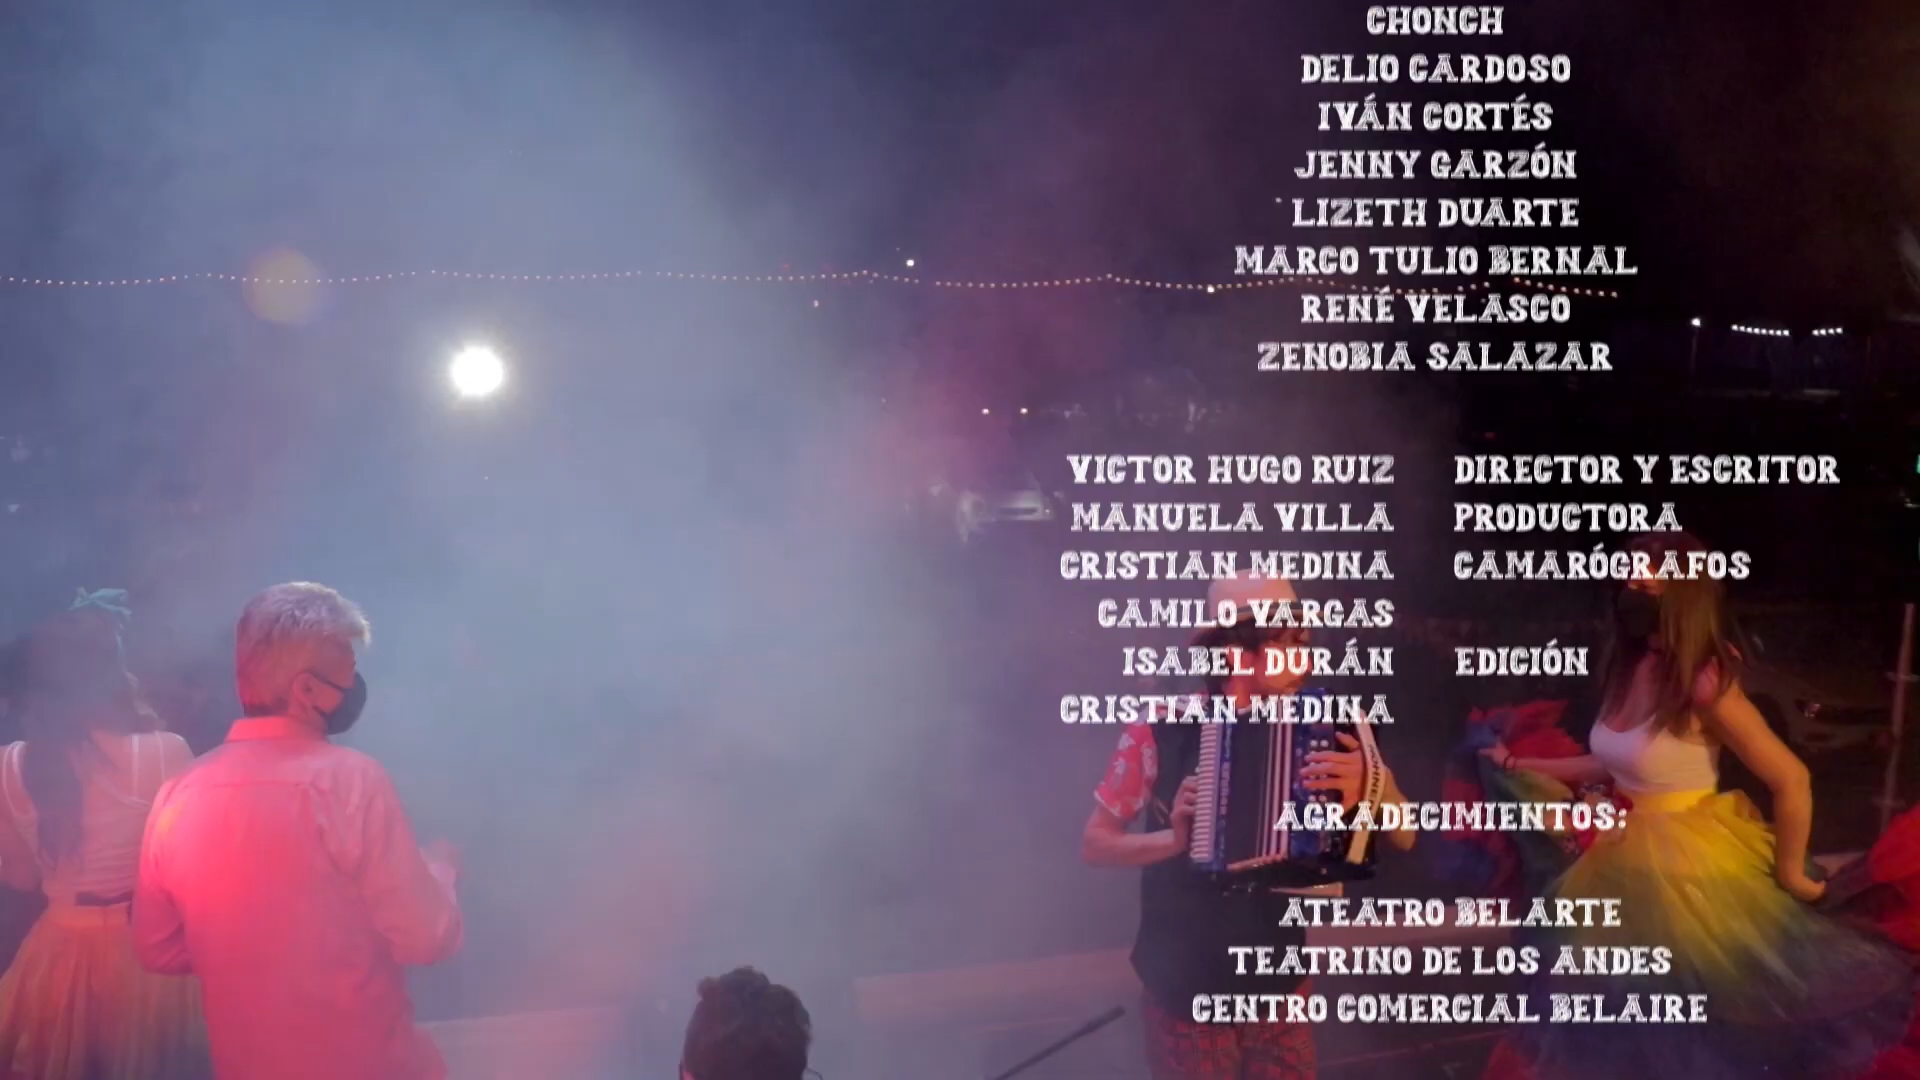 CHONCH
DELIO CARDOSO
IVÁN CORTÉS
JENNY GARZÓN
LIZETH DUARTE
MARCO TULIO BERNAL
RENÉ VELASCO
ZENOBIA SALAZAR
VICTOR HUGO RUIZ DIRECTOR Y ESCRITOR
MANUELA VILLA PRODUCTORA
CRISTIAN MEDINA CAMARÓGRAFOS
CAMILO VARGAS
ISABEL DURÁN EDICIÓN
CRISTIAN MEDINA
AGRADECIMIENTOS:
ATEATRO BELARTE
TEATRINO DE LOS ANDES
CENTRO COMERCIAL BELAIRE